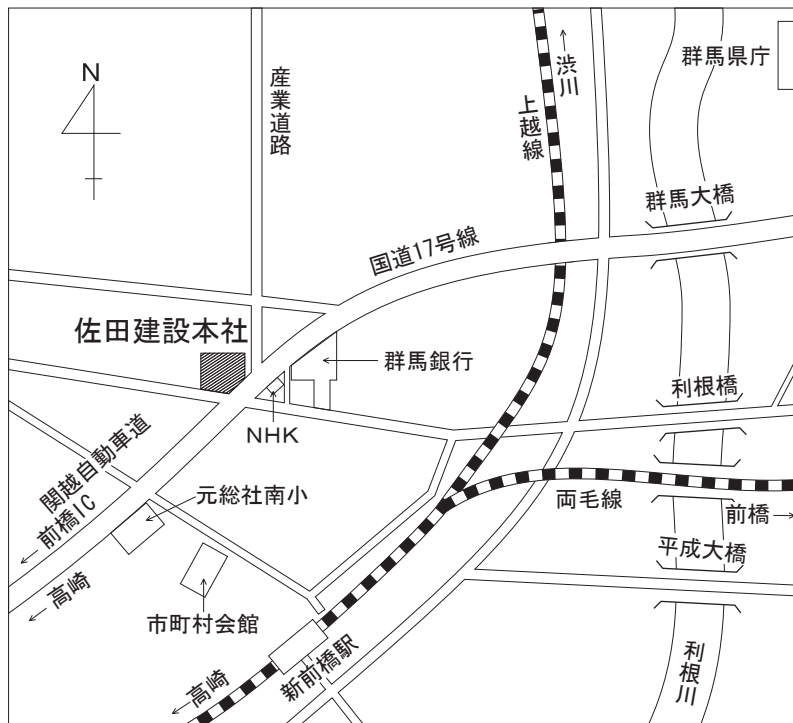 N
産業道路
渋川
上越線
群馬県庁
群馬大橋
国道17号線
佐田建設本社
群馬銀行
利根橋
NHK
関越自動車道
前橋IC
元総社南小
両毛線
前橋
平成大橋
高崎
市町村会館
新前橋駅
高崎
利根川